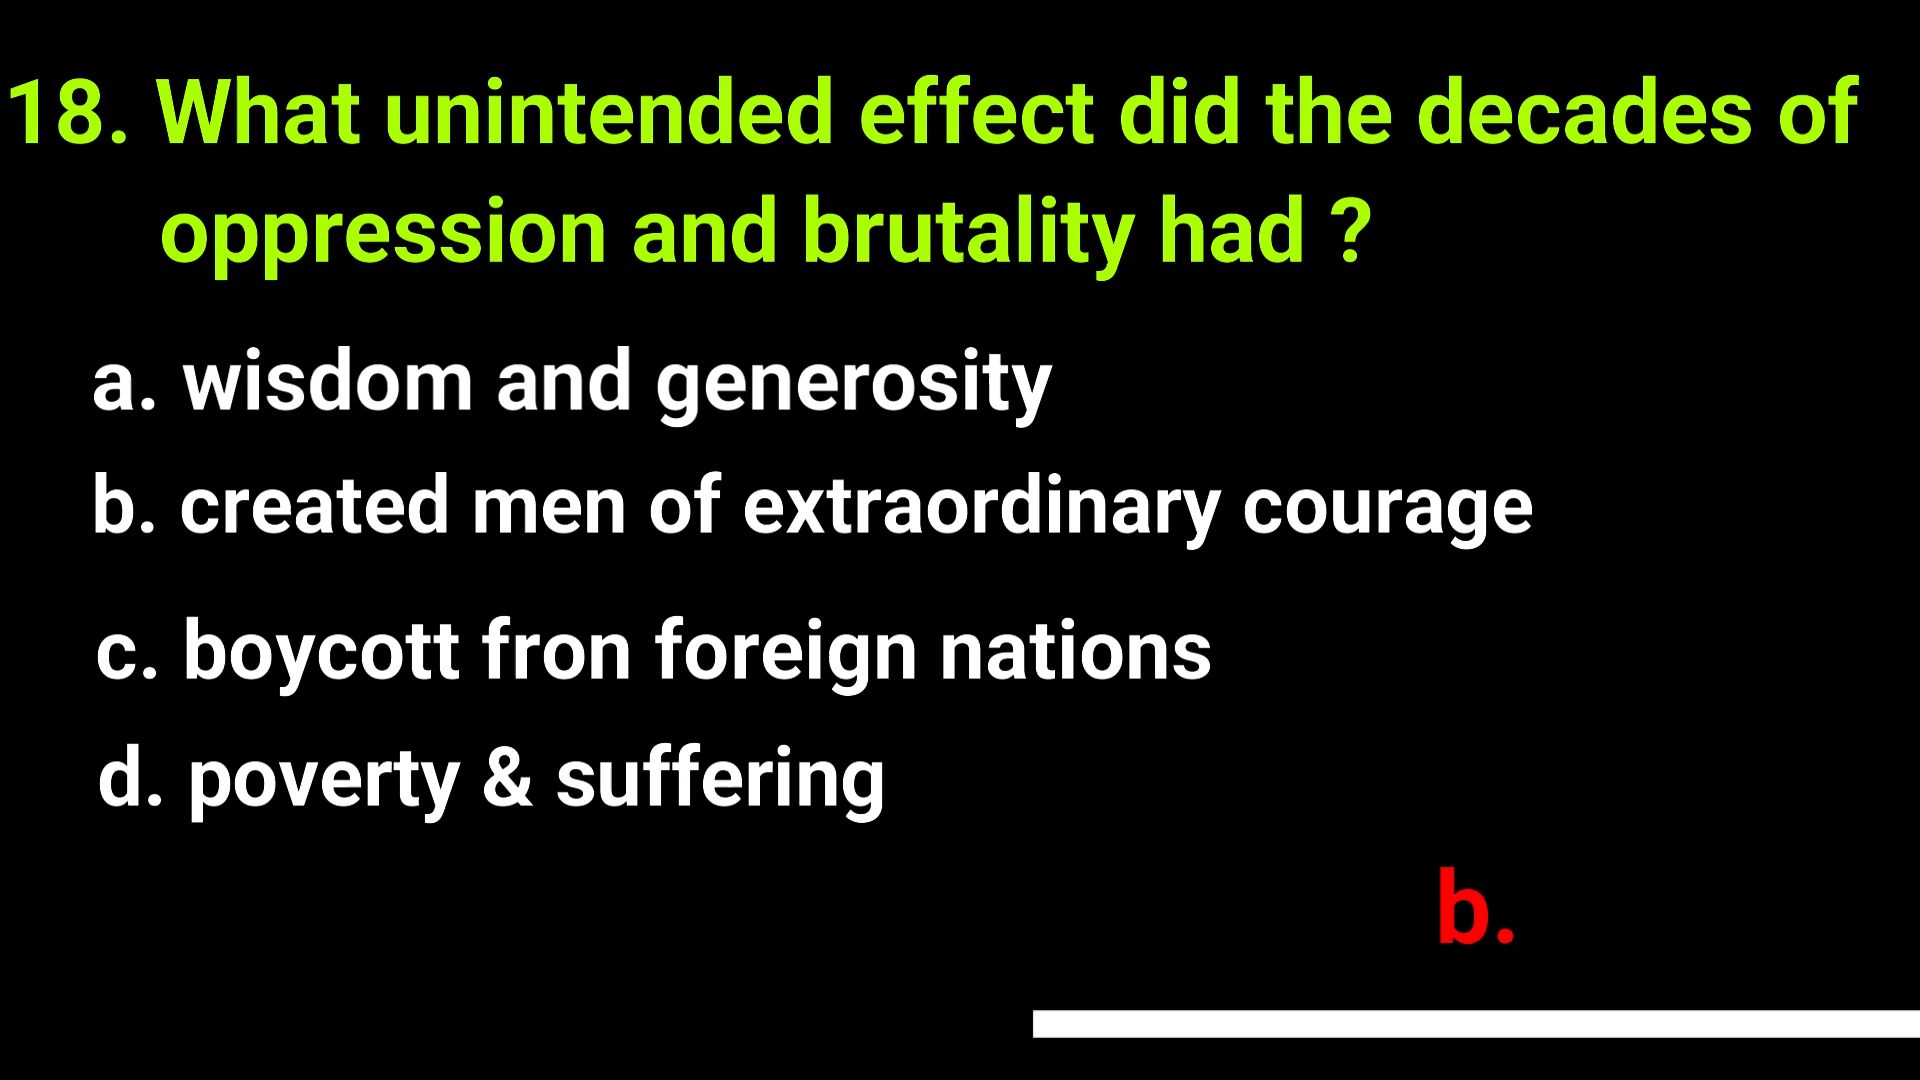 18. What unintended effect did the decades of
oppression and brutality had ?
a. wisdom and generosity
b. created men of extraordinary courage
c. boycott fron foreign nations
d. poverty & suffering
b.